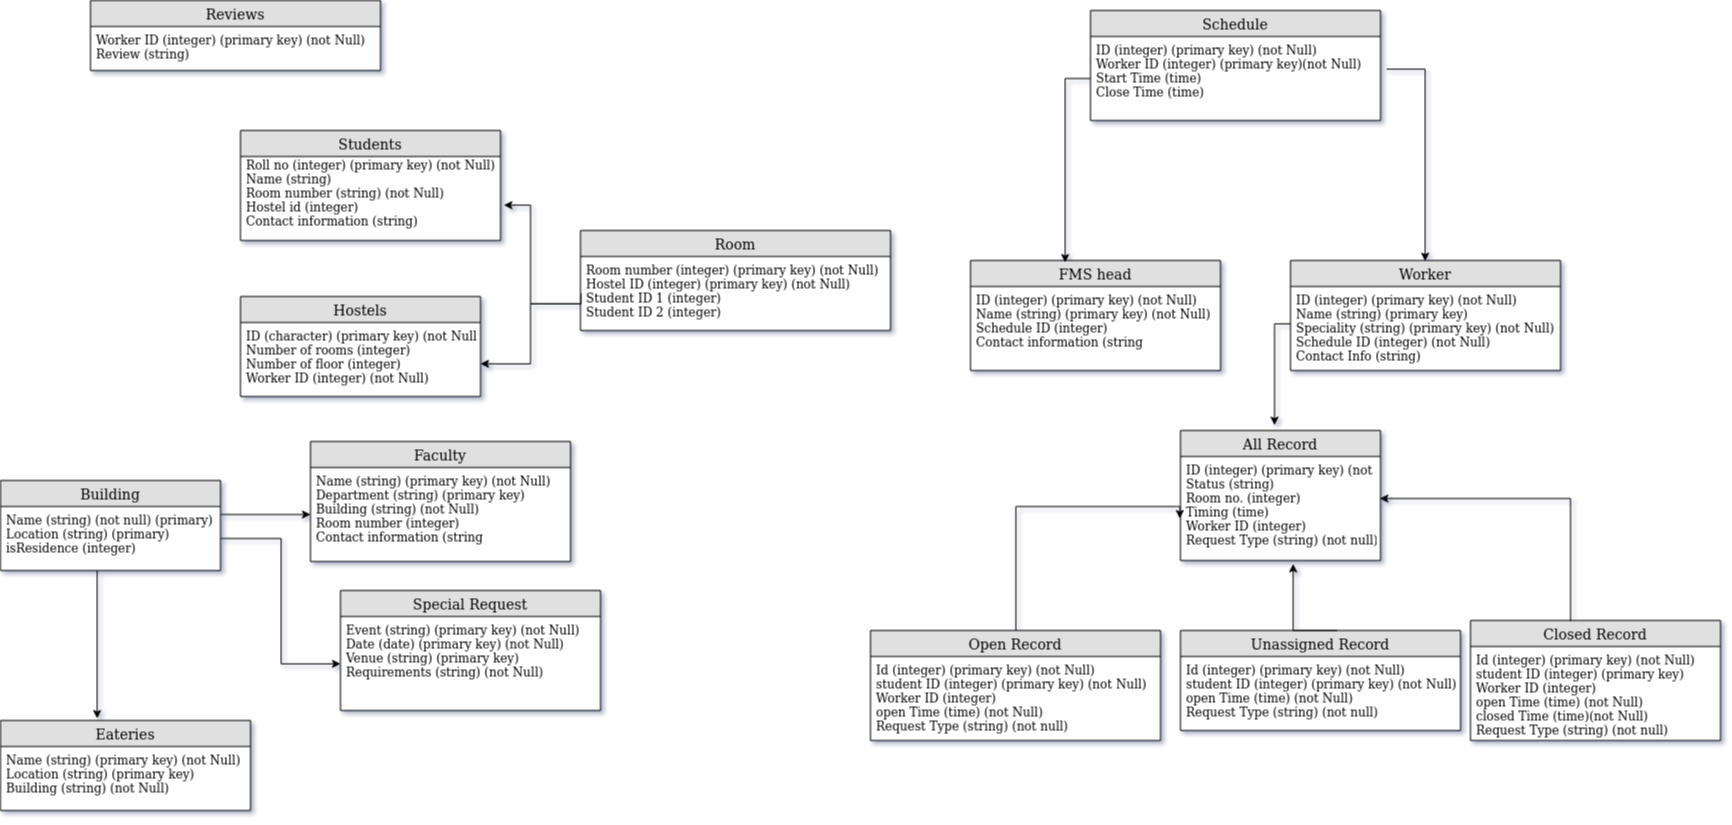 Reviews
Worker ID (integer) (primary key) (not Null)
Review (string)
Schedule
ID (integer) (primary key) (not Null)
Worker ID (integer) (primary key)(not Null)
Start Time (time)
Close Time (time)
Students
Roll no (integer) (primary key) (not Null)
Name (string)
Room number (string) (not Null)
Hostel id (integer)
Contact information (string)
Room
Room number (integer) (primary key) (not Null)
Hostel ID (integer) (primary key) (not Null)
Student ID 1 (integer)
Student ID 2 (integer)
Hostels
ID (character) (primary key) (not Null
Number of rooms (integer)
Number of floor (integer)
Worker ID (integer) (not Null)
FMS head
ID (integer) (primary key) (not Null)
Name (string) (primary key) (not Null)
Schedule ID (integer)
Contact information (string
Worker
ID (integer) (primary key) (not Null)
Name (string) (primary key)
Speciality (string) (primary key) (not Null)
Schedule ID (integer) (not Null)
Contact Info (string)
All Record
ID (integer) (primary key) (not
Status (string)
Room no. (integer)
Timing (time)
Worker ID (integer)
Request Type (string) (not null)
Faculty
Name (string) (primary key) (not Null)
Department (string) (primary key)
Building (string) (not Null)
Room number (integer)
Contact information (string
Building
Name (string) (not null) (primary)
Location (string) (primary)
isResidence (integer)
Special Request
Event (string) (primary key) (not Null)
Date (date) (primary key) (not Null)
Venue (string) (primary key)
Requirements (string) (not Null)
Eateries
Name (string) (primary key) (not Null)
Location (string) (primary key)
Building (string) (not Null)
Open Record
Id (integer) (primary key) (not Null)
student ID (integer) (primary key) (not Null)
Worker ID (integer)
open Time (time) (not Null)
Request Type (string) (not null)
Unassigned Record
Id (integer) (primary key) (not Null)
student ID (integer) (primary key) (not Null)
open Time (time) (not Null)
Request Type (string) (not null)
Closed Record
Id (integer) (primary key) (not Null)
student ID (integer) (primary key)
Worker ID (integer)
open Time (time) (not Null)
closed Time (time)(not Null)
Request Type (string) (not null)